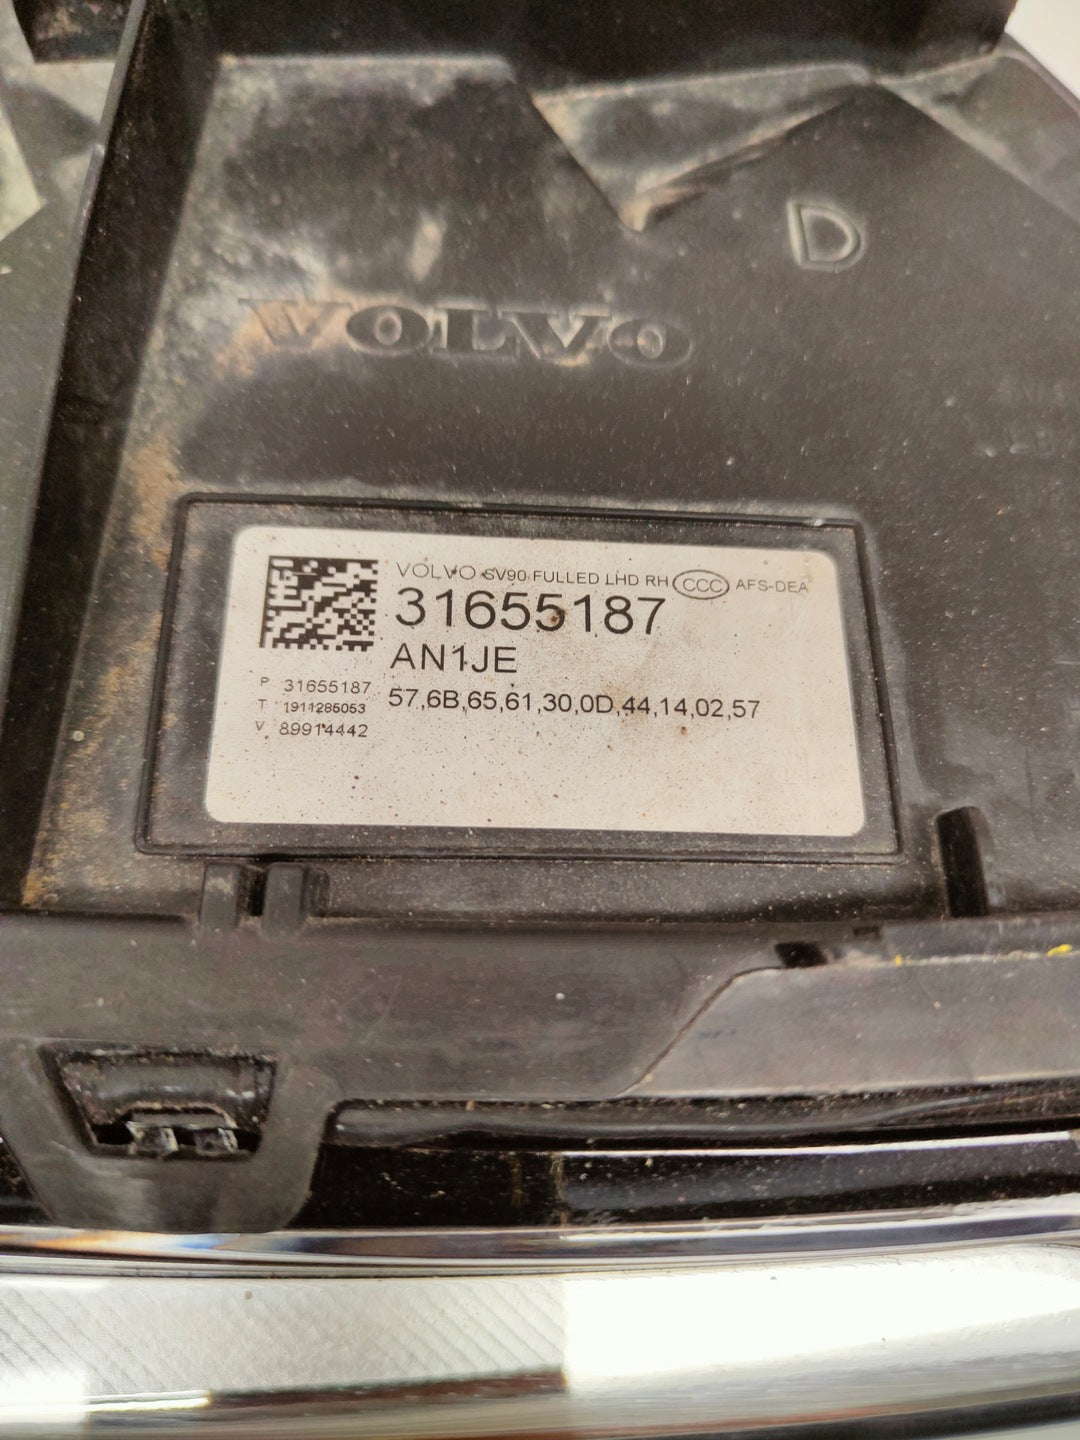 D
VOLVO
VOLVO SV90 FULLED LHD RH CCC AFS-DEA
31655187
AN1JE
57,6B,65,61,30,0D,44,14,02,57
P 31655187
T 1911285053
V 89914442